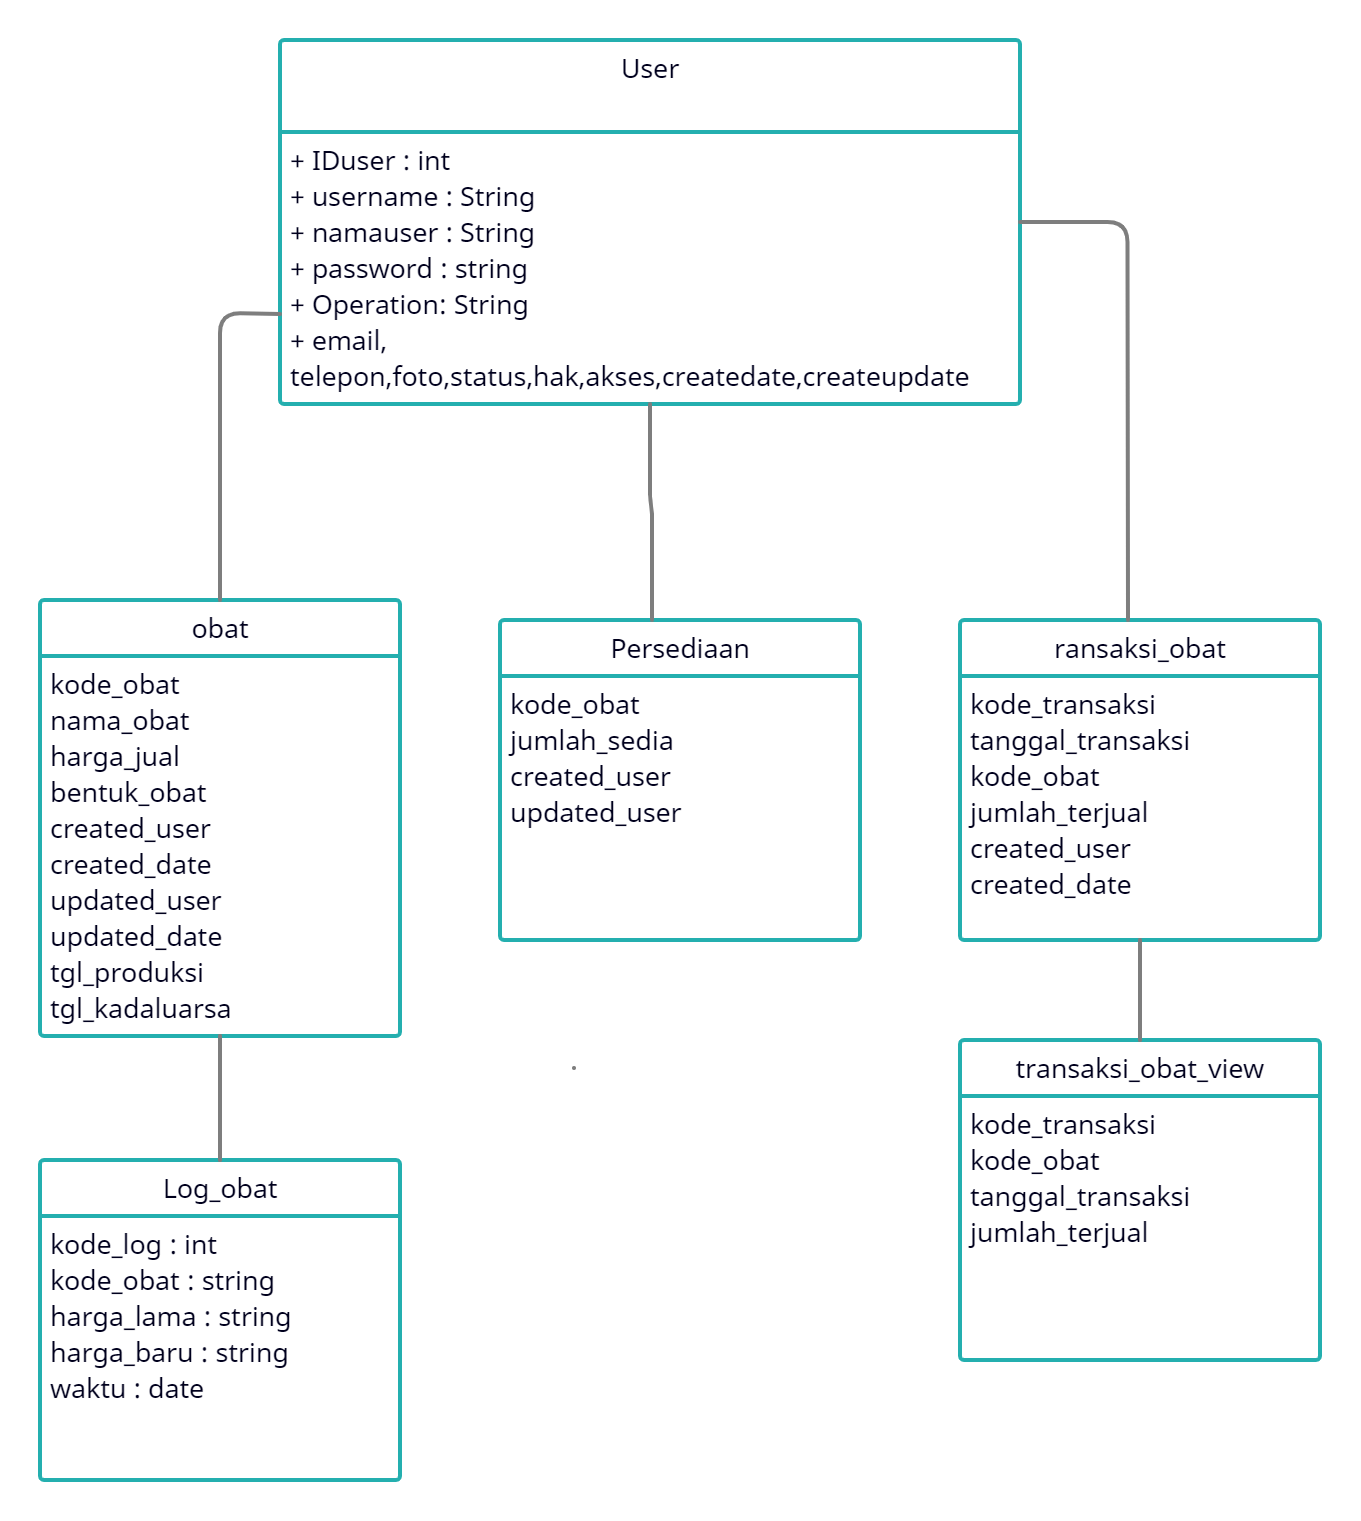 User
+ IDuser : int
+ username : String
+ namauser : String
+ password : string
+ Operation: String
+ email,
telepon,foto,status,hak,akses,createdate,createupdate
obat
kode_obat
nama_obat
harga_jual
bentuk_obat
created_user
created_date
updated_user
updated_date
tgl_produksi
tgl_kadaluarsa
Persediaan
kode_obat
jumlah_sedia
created_user
updated_user
ransaksi_obat
kode_transaksi
tanggal_transaksi
kode_obat
jumlah_terjual
created_user
created_date
Log_obat
kode_log : int
kode_obat : string
harga_lama : string
harga_baru : string
waktu : date
transaksi_obat_view
kode_transaksi
kode_obat
tanggal_transaksi
jumlah_terjual